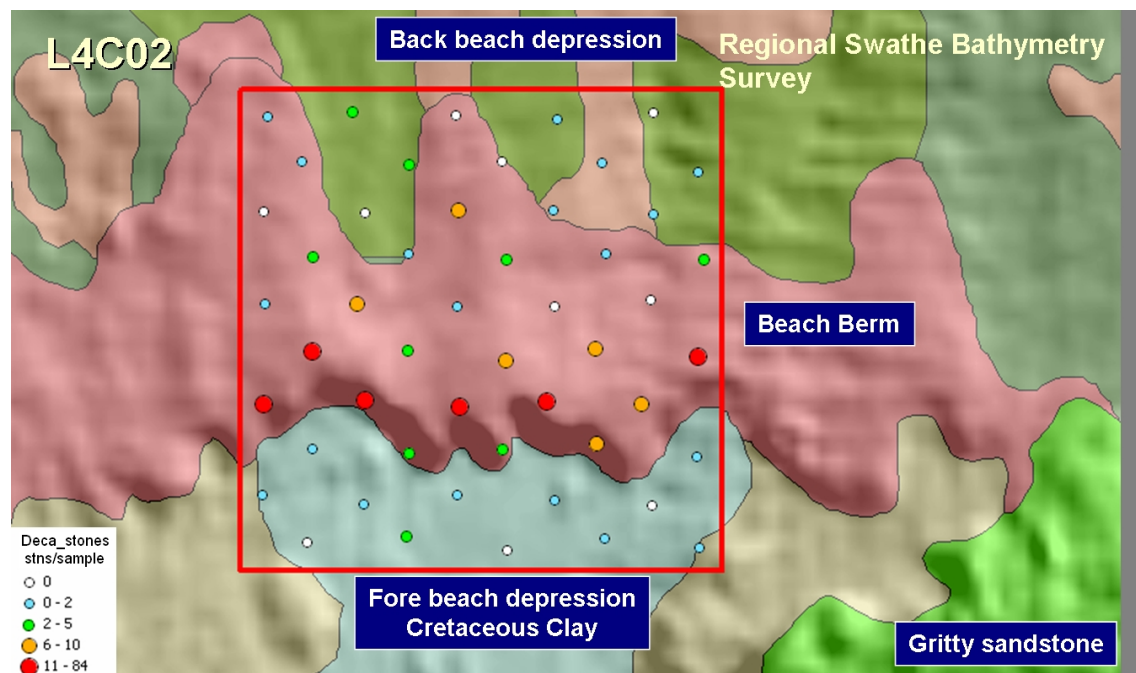 L4C02
Back beach depression
Regional Swathe Bathymetry
Survey
Beach Berm
Deca_stones
stns/sample
0
0 - 2
2 - 5
6 - 10
11 - 84
Fore beach depression
Cretaceous Clay
Gritty sandstone